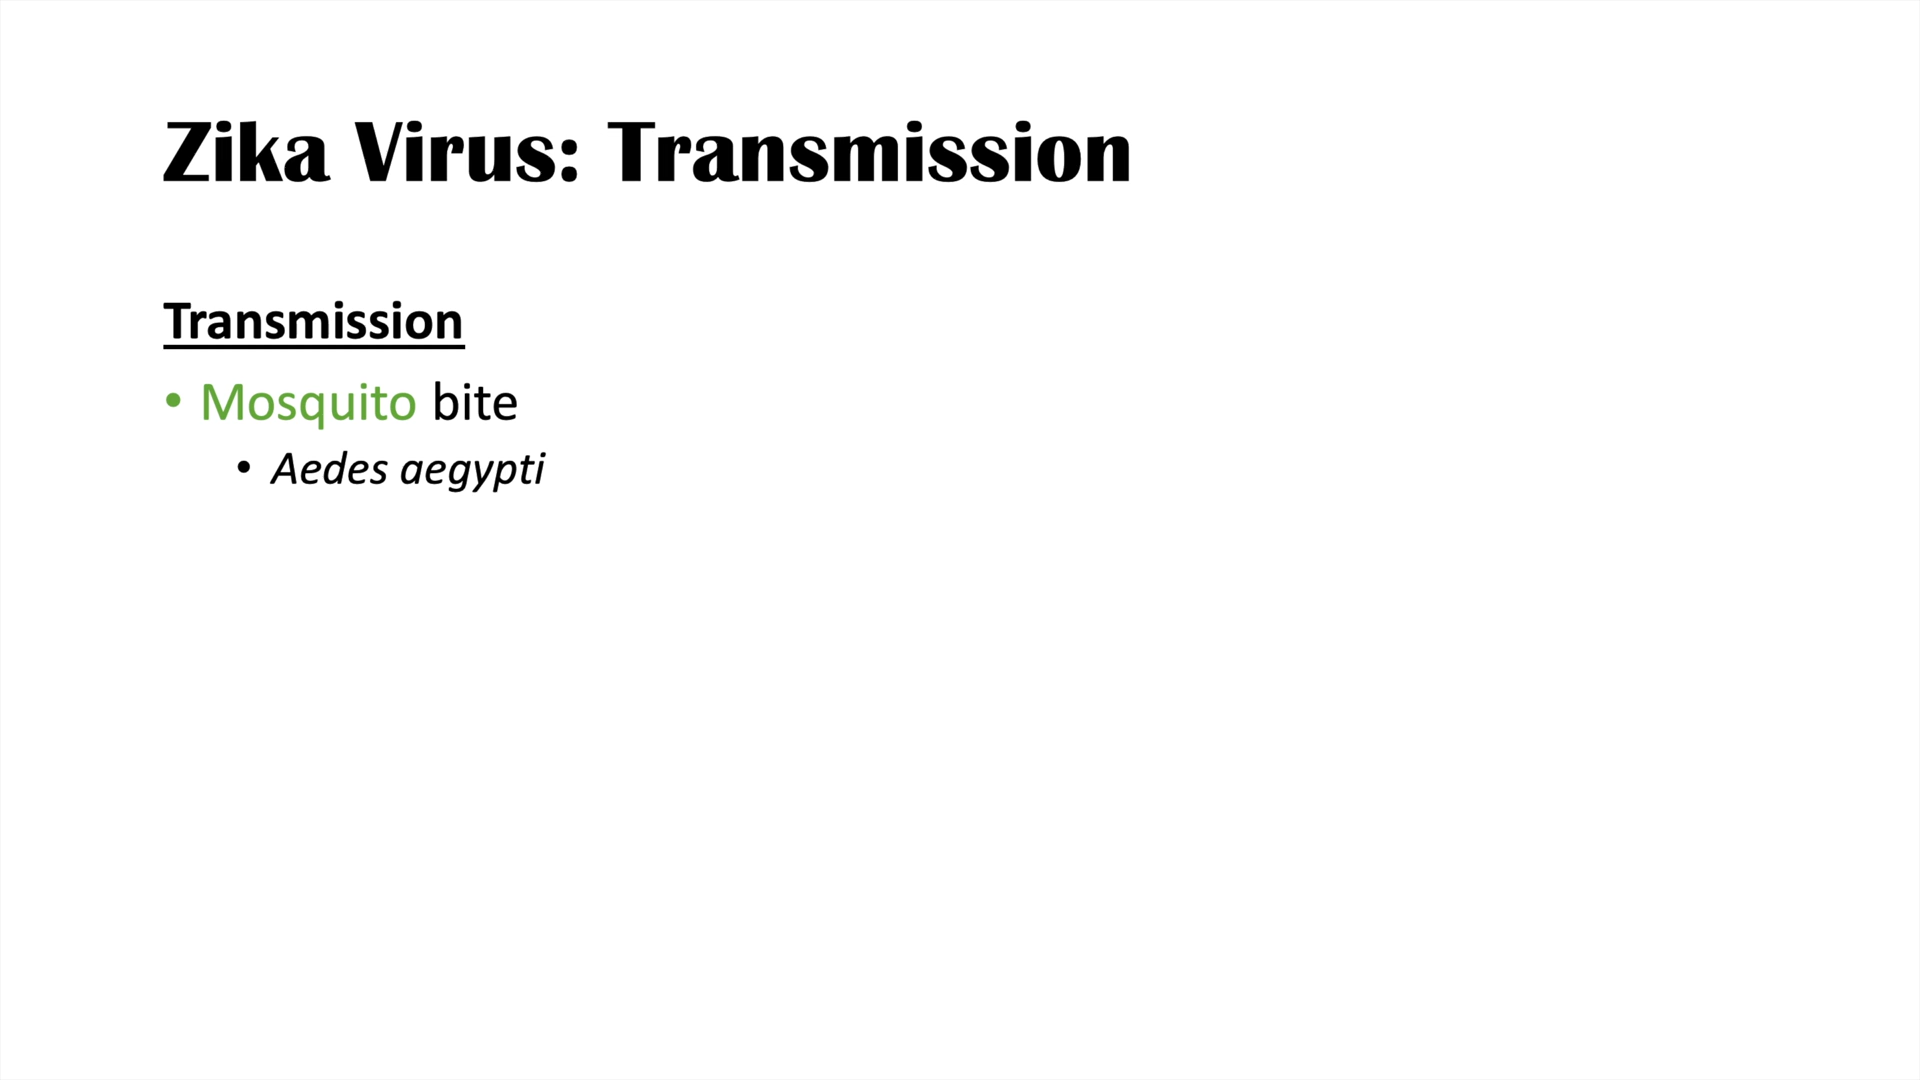 Zika Virus: Transmission
Transmission
• Mosquito bite
• Aedes aegypti